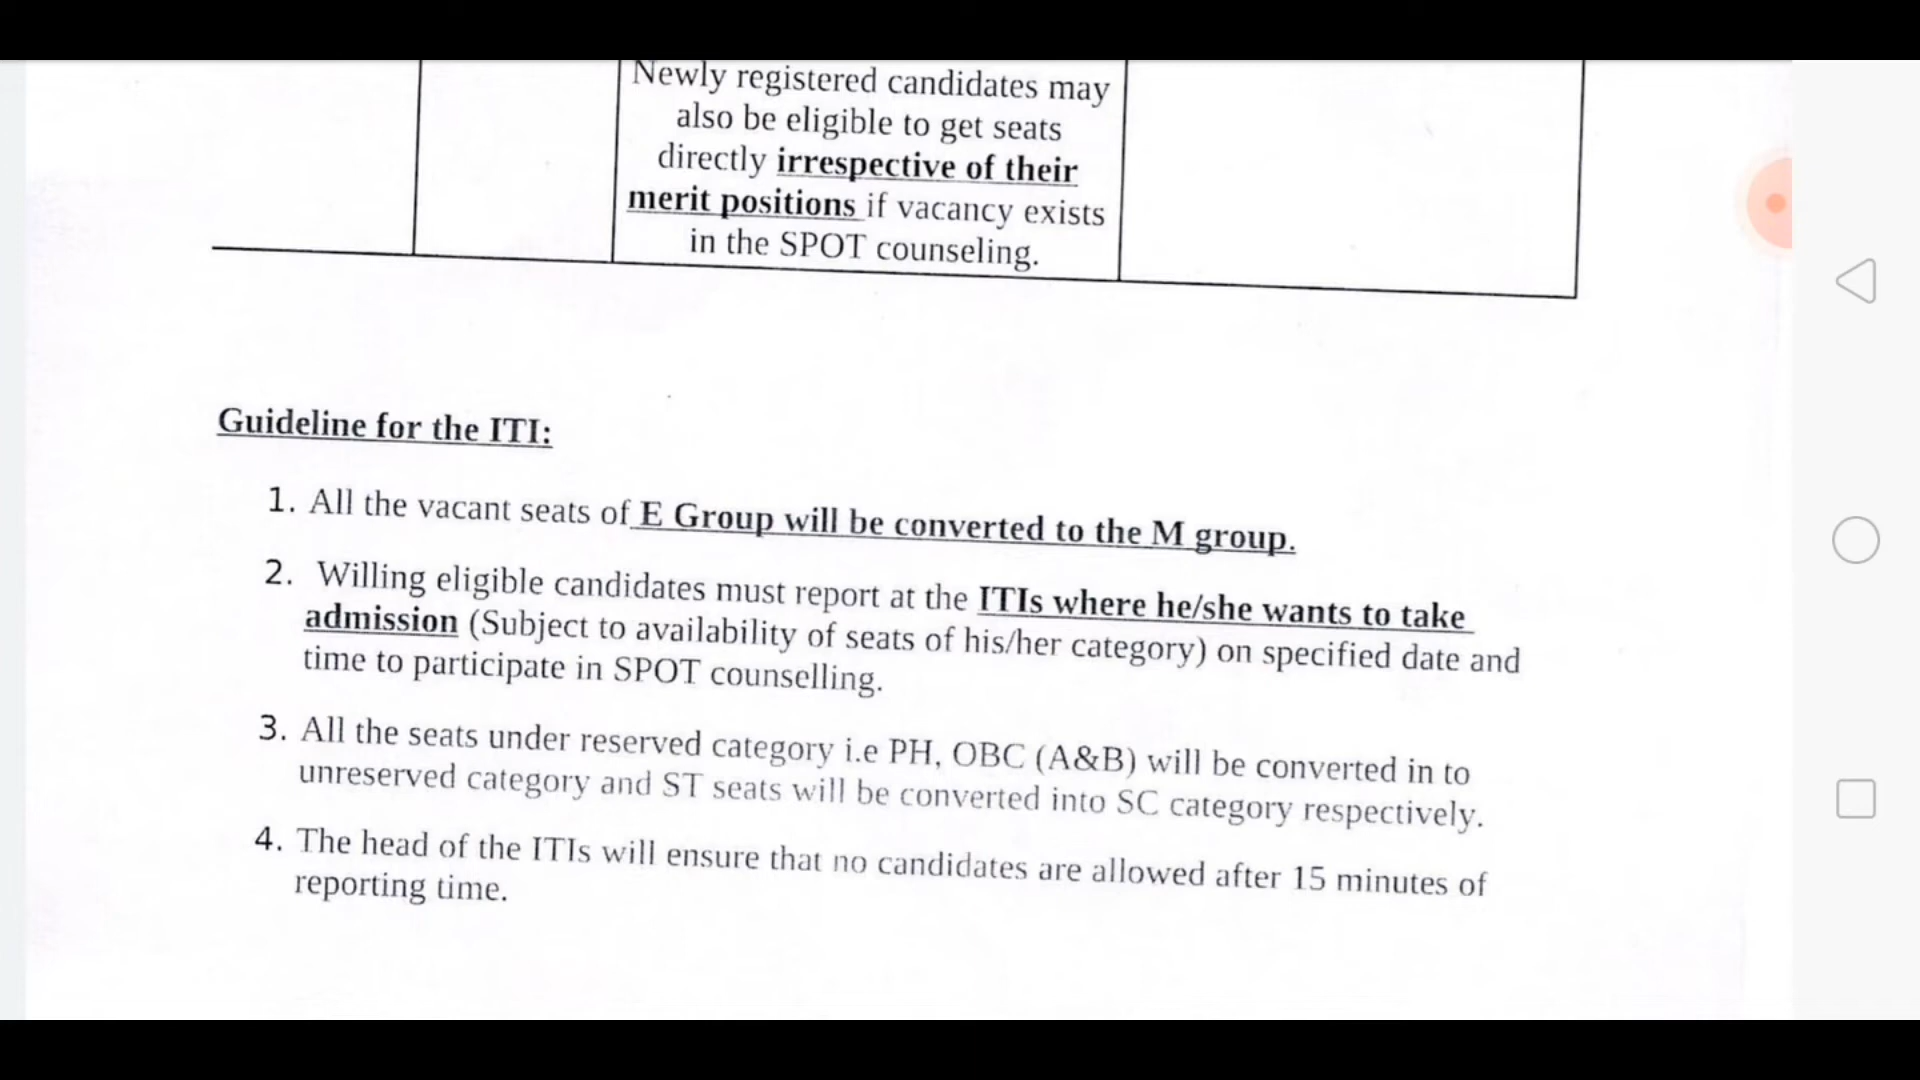 Newly registered candidates may
also be eligible to get seats
directly irrespective of their
merit positions if vacancy exists
in the SPOT counseling.
Guideline for the ITI:
1. All the vacant seats of E Group will be converted to the M group.
2. Willing eligible candidates must report at the ITIs where he/she wants to take
admission (Subject to availability of seats of his/her category) on specified date and
time to participate in SPOT counselling.
3. All the seats under reserved category i.e PH, OBC (A&B) will be converted in to
unreserved category and ST seats will be converted into SC category respectively.
4. The head of the ITIs will ensure that no candidates are allowed after 15 minutes of
reporting time.